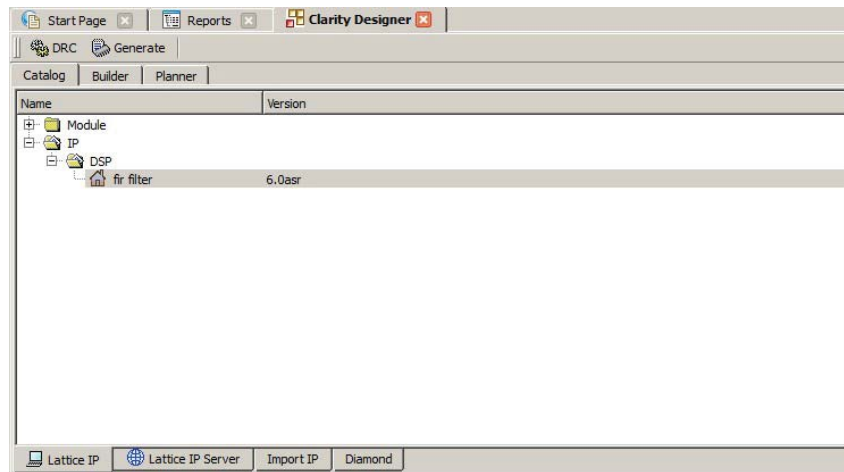 Start Page Reports Clarity Designer
DRC Generate
Catalog Builder Planner
Name Version
Module
IP
DSP
fir filter 6.0asr
Lattice IP Lattice IP Server Import IP Diamond